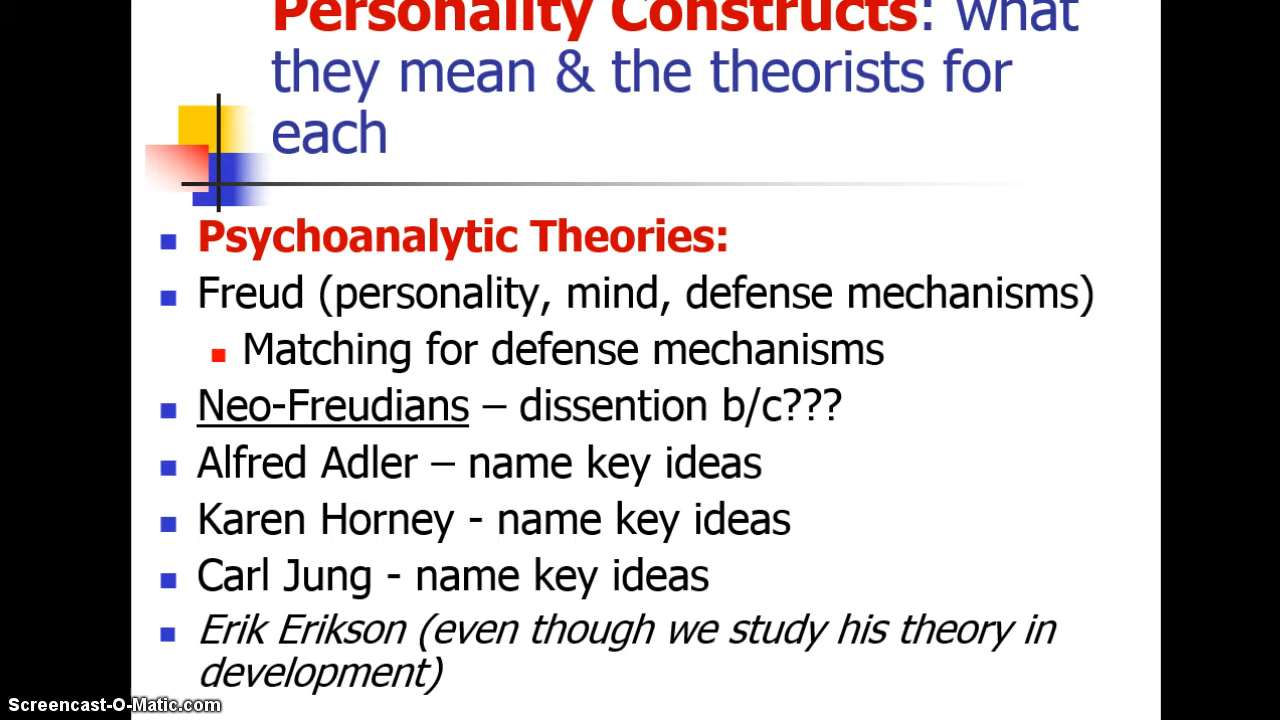 Personality Constructs: what
they mean & the theorists for
each
Psychoanalytic Theories:
Freud (personality, mind, defense mechanisms)
Matching for defense mechanisms
Neo-Freudians – dissention b/c???
Alfred Adler – name key ideas
Karen Horney - name key ideas
Carl Jung - name key ideas
Erik Erikson (even though we study his theory in
development)
Screencast-O-Matic.com